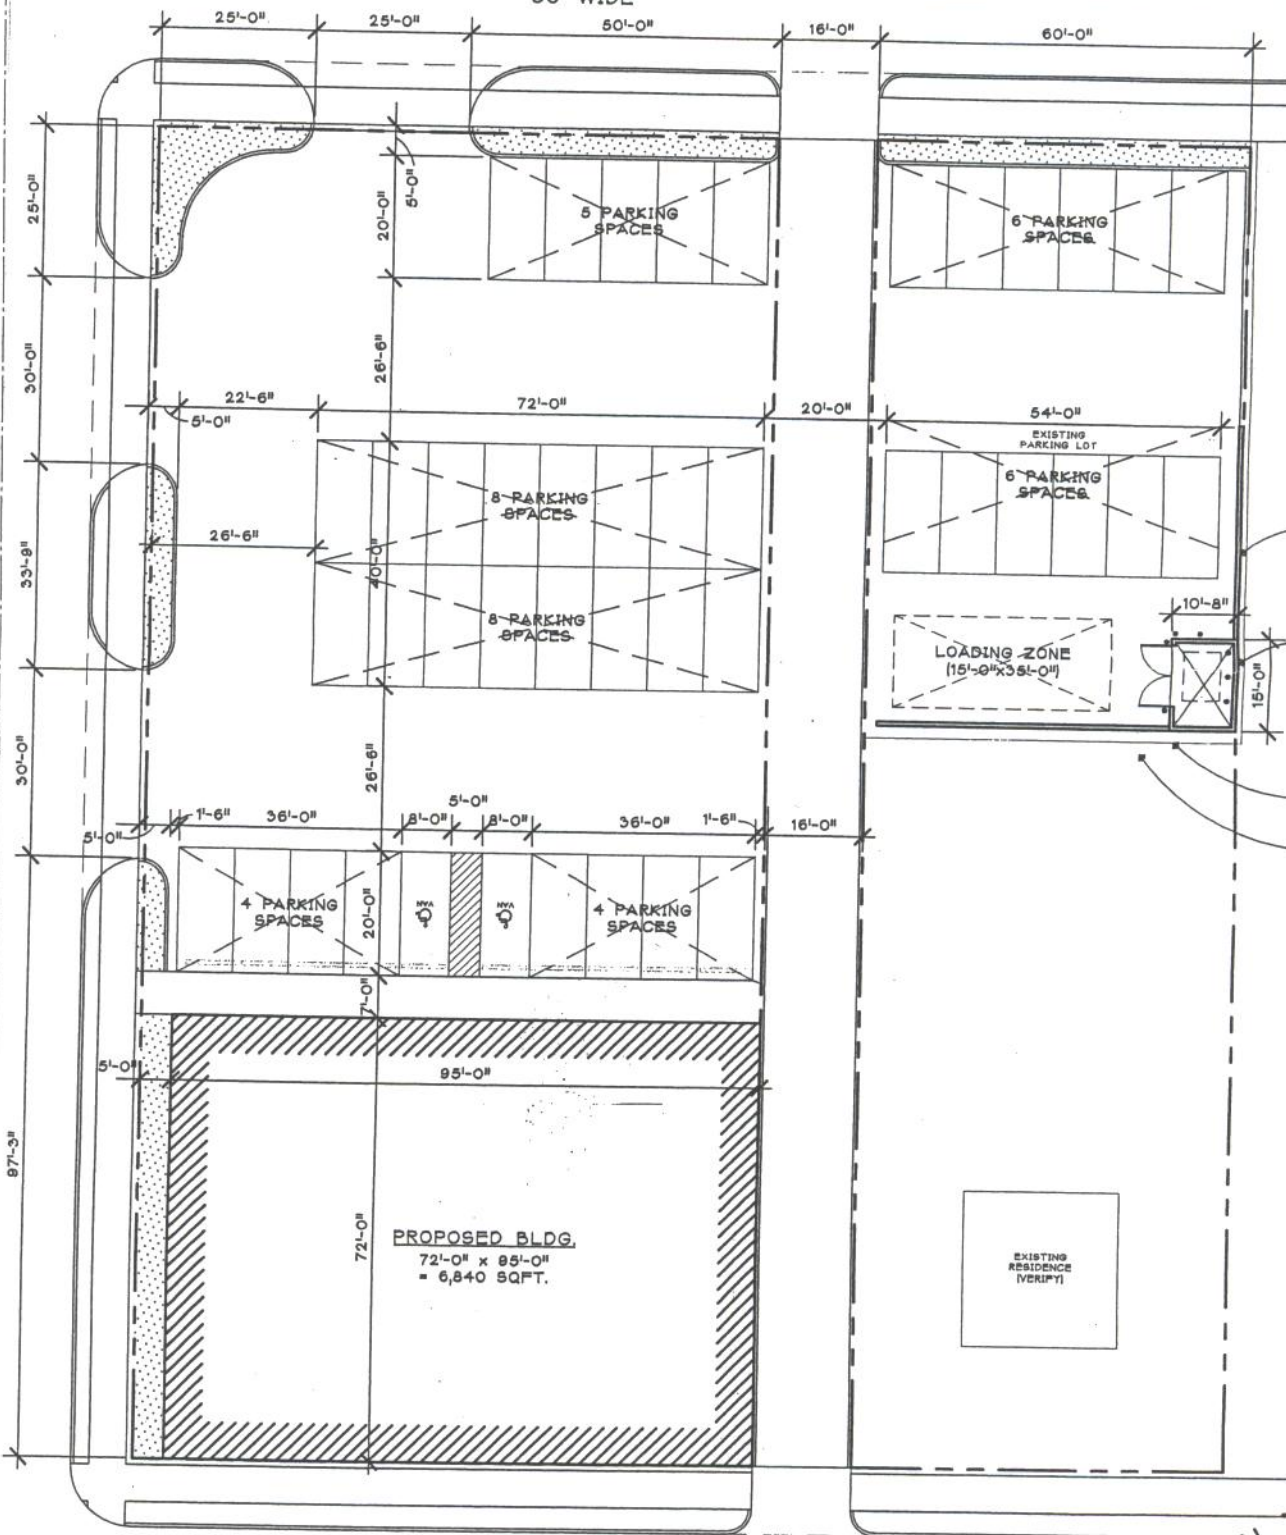 50' WIDE
25'-0"
25'-0"
50'-0"
16'-0"
60'-0"
25'-0"
20'-0"
5'-0"
5 PARKING
SPACES
6 PARKING
SPACES
30'-0"
26'-6"
22'-6"
5'-0"
72'-0"
20'-0"
54'-0"
EXISTING
PARKING LOT
6 PARKING
SPACES
8 PARKING
SPACES
33'-9"
26'-6"
40'-0"
8 PARKING
SPACES
10'-8"
LOADING ZONE
(15'-0"x35'-0")
15'-0"
30'-0"
26'-6"
5'-0"
1'-6"
36'-0"
8'-0"
5'-0"
8'-0"
36'-0"
1'-6"
16'-0"
4 PARKING
SPACES
20'-0"
VAN
VAN
4 PARKING
SPACES
7'-0"
5'-0"
95'-0"
97'-3"
72'-0"
PROPOSED BLDG.
72'-0" x 95'-0"
= 6,840 SQFT.
EXISTING
RESIDENCE
(VERIFY)